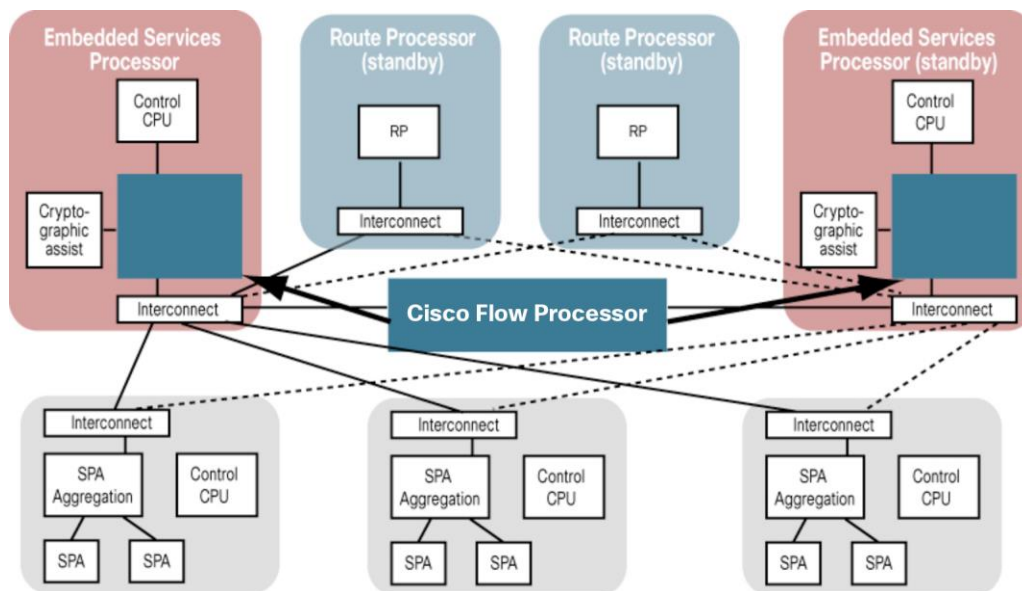 Embedded Services
Processor
Route Processor
(standby)
Route Processor
(standby)
Embedded Services
Processor (standby)
Control
CPU
RP
RP
Control
CPU
Crypto-
graphic
assist
Crypto-
graphic
assist
Interconnect
Interconnect
Interconnect
Cisco Flow Processor
Interconnect
Interconnect
Interconnect
Interconnect
SPA
Aggregation
Control
CPU
SPA
Aggregation
Control
CPU
SPA
Aggregation
Control
CPU
SPA
SPA
SPA
SPA
SPA
SPA